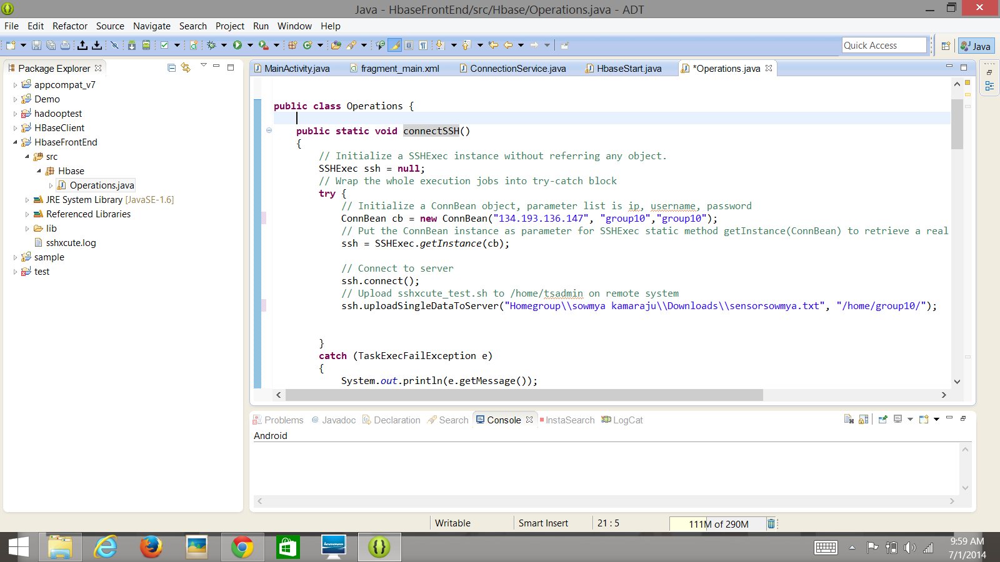 Java - HbaseFrontEnd/src/Hbase/Operations.java - ADT
File Edit Refactor Source Navigate Search Project Run Window Help
Quick Access
Java
Package Explorer
appcompat_v7
Demo
hadooptest
HBaseClient
HbaseFrontEnd
src
Hbase
Operations.java
JRE System Library [JavaSE-1.6]
Referenced Libraries
lib
sshxcute.log
sample
test
MainActivity.java fragment_main.xml ConnectionService.java HbaseStart.java *Operations.java
public class Operations {
public static void connectSSH()
{
// Initialize a SSHExec instance without referring any object.
SSHExec ssh = null;
// Wrap the whole execution jobs into try-catch block
try {
// Initialize a ConnBean object, parameter list is ip, username, password
ConnBean cb = new ConnBean("134.193.136.147", "group10","group10");
// Put the ConnBean instance as parameter for SSHExec static method getInstance(ConnBean) to retrieve a real
ssh = SSHExec.getInstance(cb);
// Connect to server
ssh.connect();
// Upload sshxcute_test.sh to /home/tsadmin on remote system
ssh.uploadSingleDataToServer("Homegroup\\sowmya kamaraju\\Downloads\\sensorsowmya.txt", "/home/group10/");
}
catch (TaskExecFailException e)
{
System.out.println(e.getMessage());
Problems @ Javadoc Declaration Search Console InstaSearch LogCat
Android
Writable Smart Insert 21 : 5 111M of 290M
lenovo
9:59 AM
7/1/2014